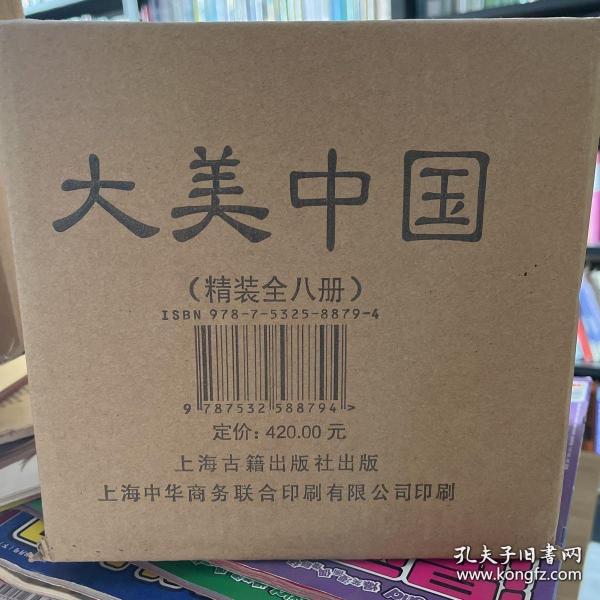 大美中国
（精装全八册）
ISBN 978-7-5325-8879-4
9 787532 588794 >
定价: 420.00 元
上海古籍出版社出版
上海中华商务联合印刷有限公司印刷
孔夫子旧书网
www.kongfz.com